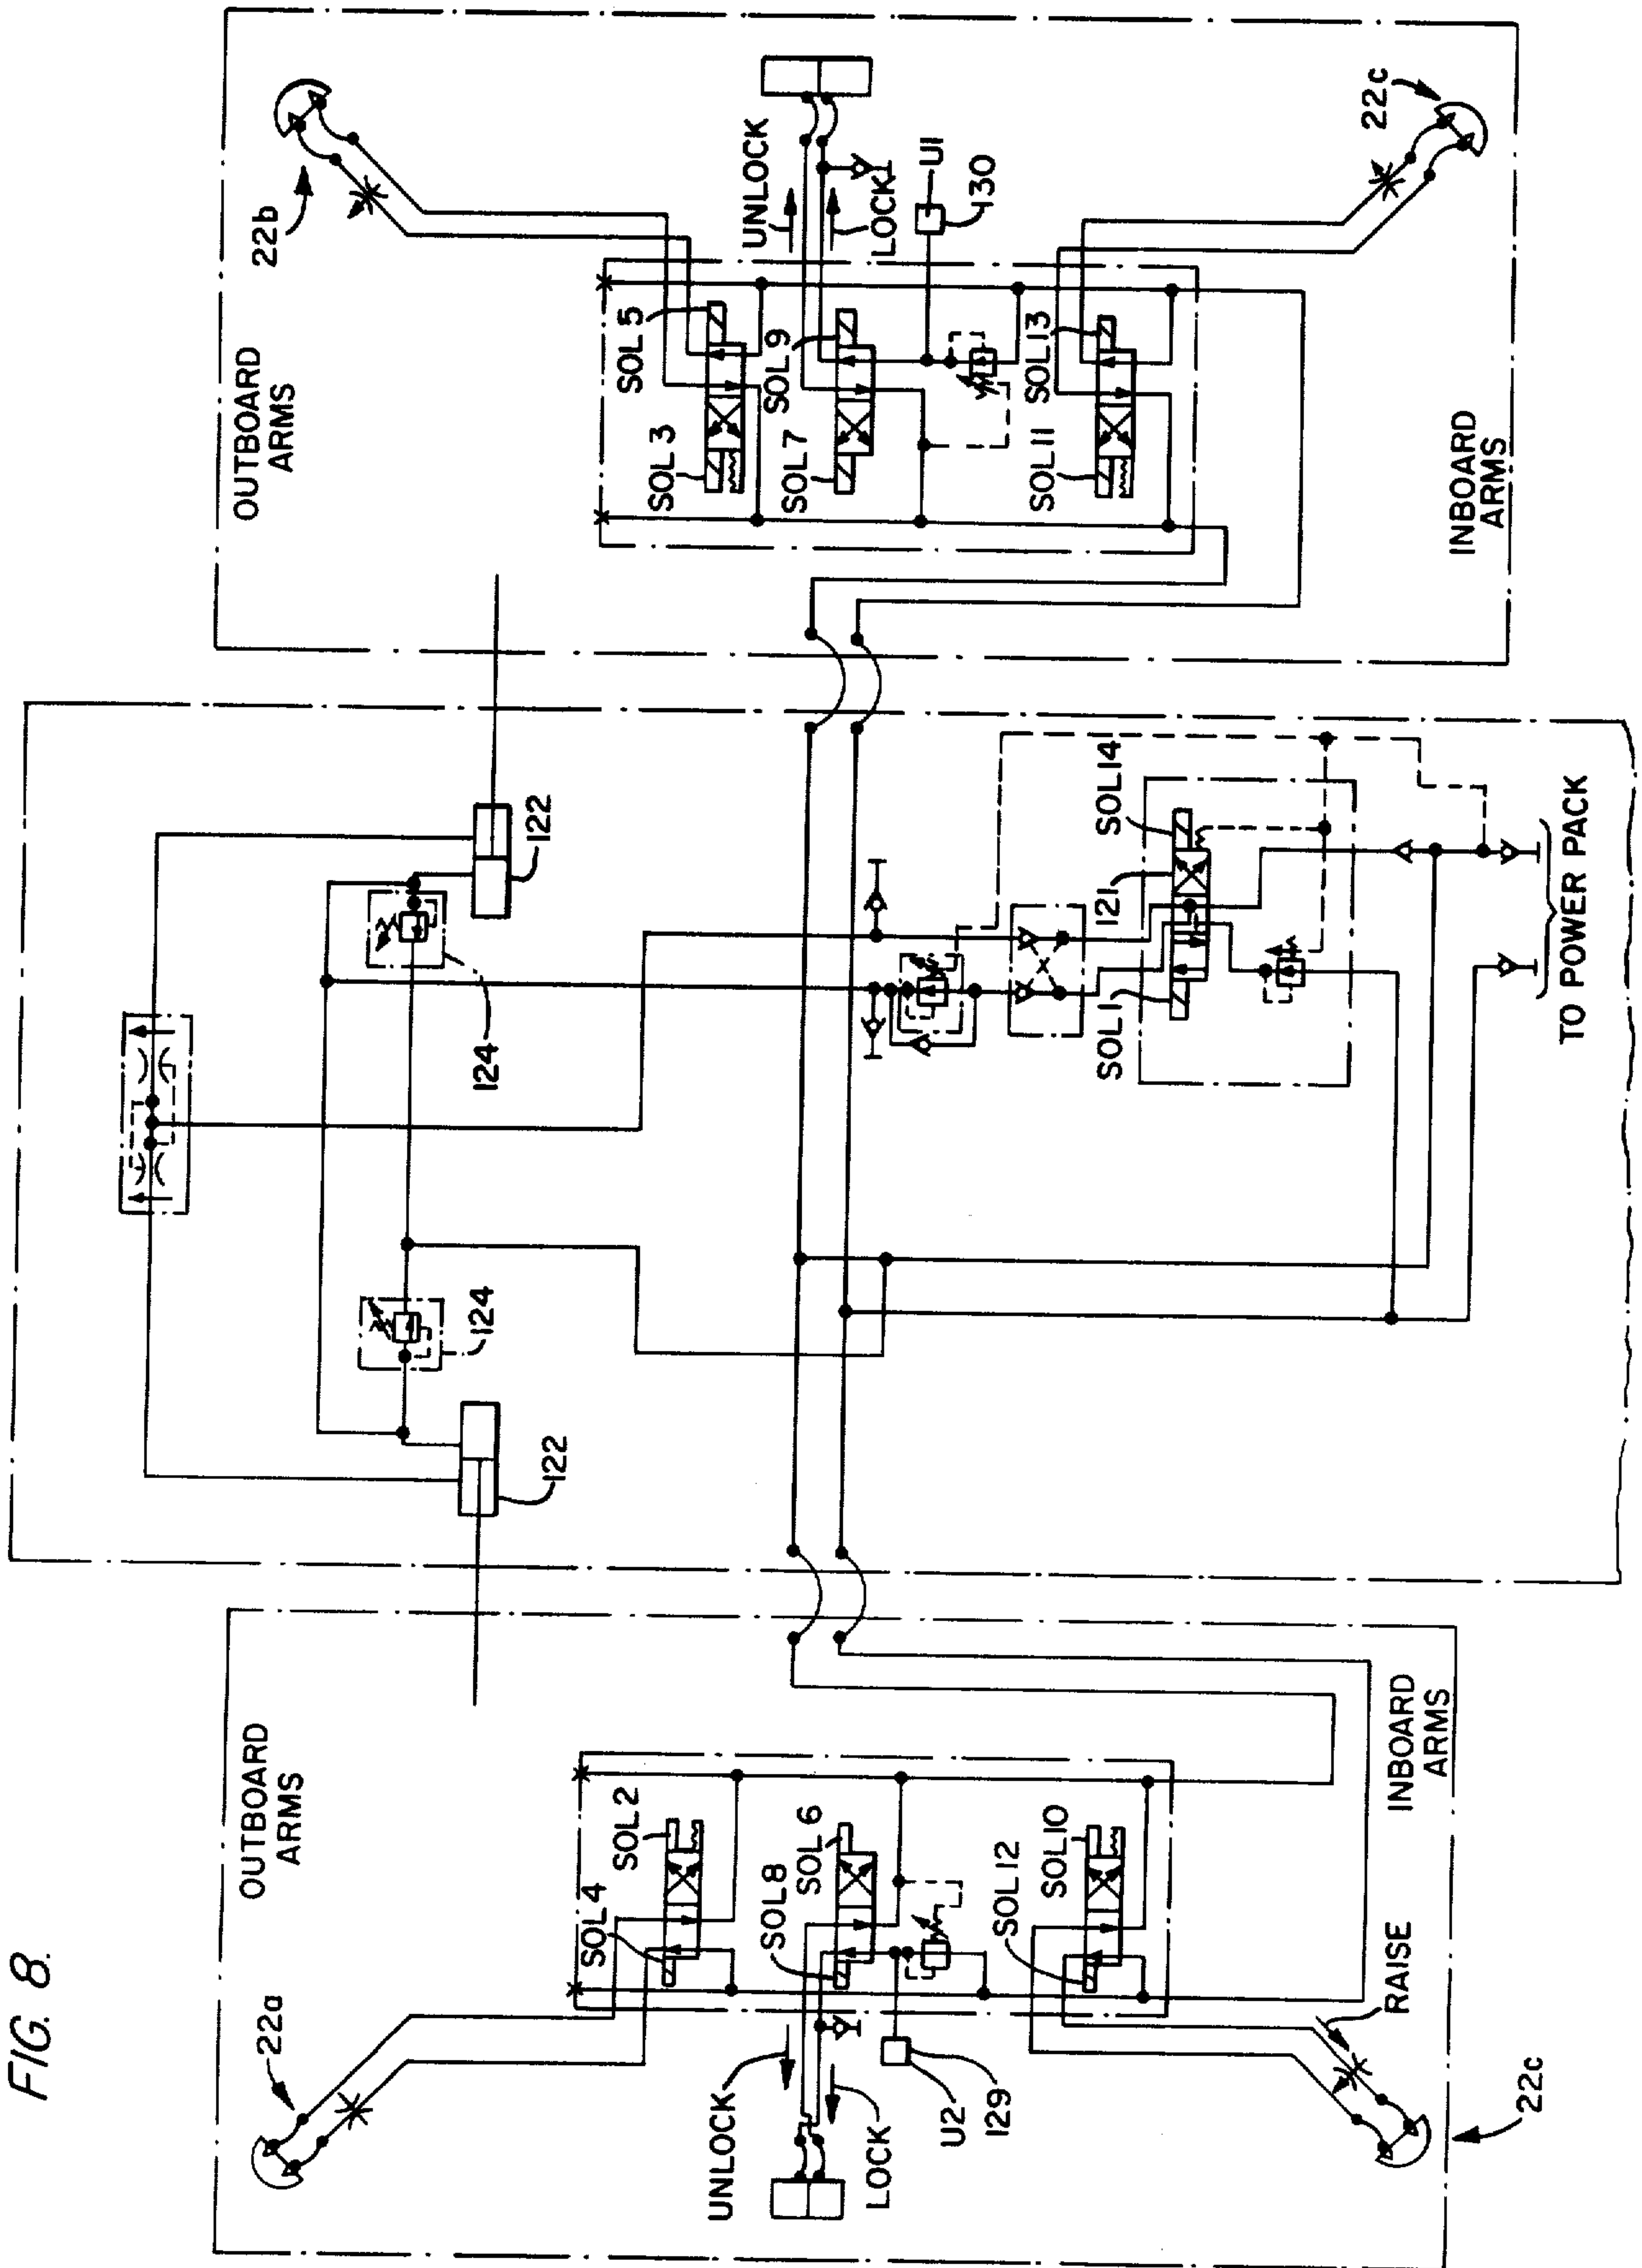 FIG. 8.
OUTBOARD
ARMS
22a
SOL 2
SOL 4
SOL 6
SOL 8
SOL 10
SOL 12
UNLOCK
LOCK
U2
129
INBOARD
ARMS
RAISE
22c
122
124
124
122
SOL 1
121
SOL 14
TO POWER PACK
OUTBOARD
ARMS
22b
SOL 3
SOL 5
SOL 7
SOL 9
SOL 11
SOL 13
UNLOCK
LOCK
U1
130
INBOARD
ARMS
22c